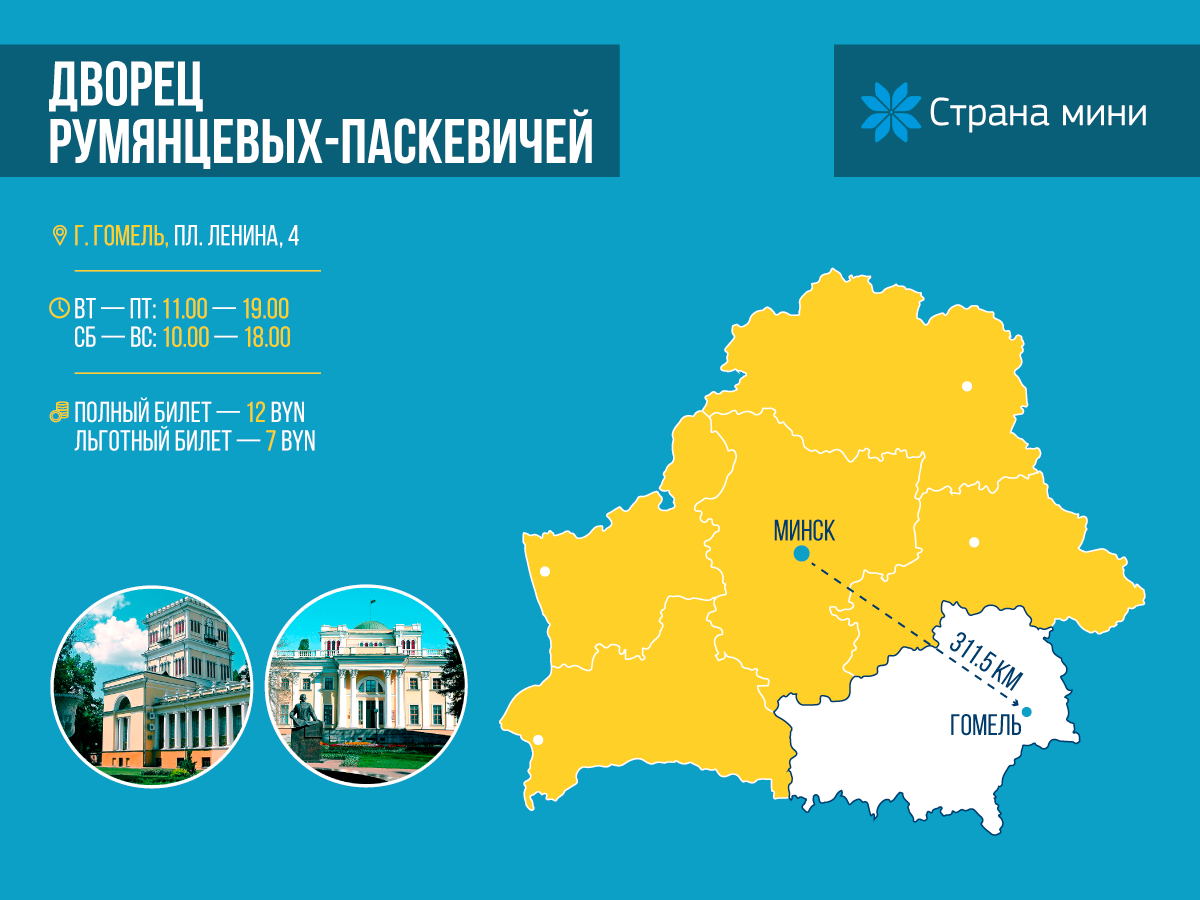 ДВОРЕЦ
РУМЯНЦЕВЫХ-ПАСКЕВИЧЕЙ
Страна мини
Г. ГОМЕЛЬ, ПЛ. ЛЕНИНА, 4
ВТ — ПТ: 11.00 — 19.00
СБ — ВС: 10.00 — 18.00
ПОЛНЫЙ БИЛЕТ — 12 BYN
ЛЬГОТНЫЙ БИЛЕТ — 7 BYN
МИНСК
311.5 КМ
ГОМЕЛЬ